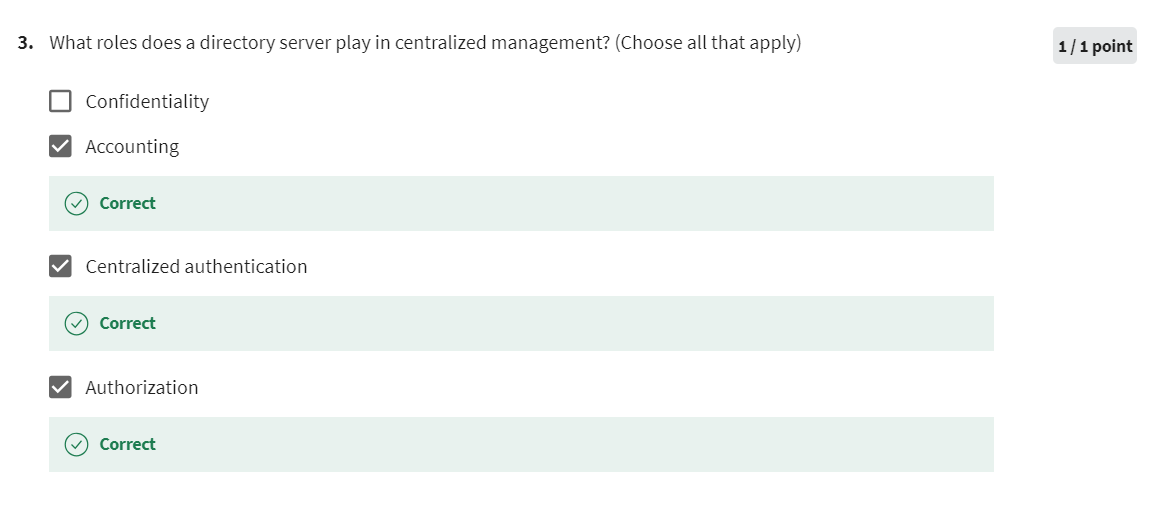 3. What roles does a directory server play in centralized management? (Choose all that apply)
1 / 1 point
Confidentiality
Accounting
Correct
Centralized authentication
Correct
Authorization
Correct